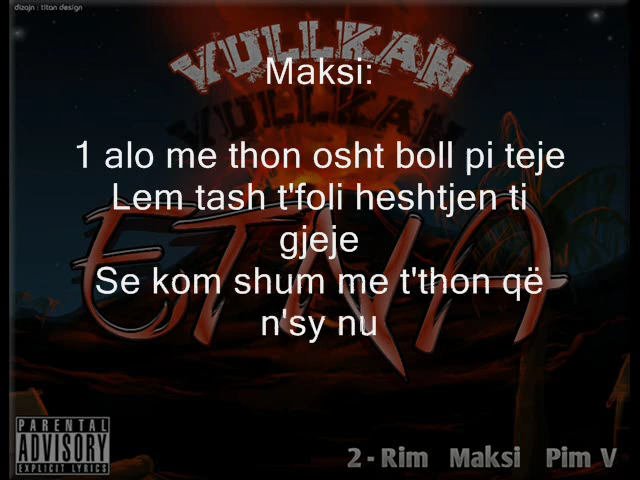 dizajn : titan design
VULLKAN
VULLKAN
Maksi:
1 alo me thon osht boll pi teje
Lem tash t'foli heshtjen ti
gjeje
Se kom shum me t'thon që
n'sy nu
ETNA
PARENTAL
ADVISORY
EXPLICIT LYRICS
2 - Rim Maksi Pim V